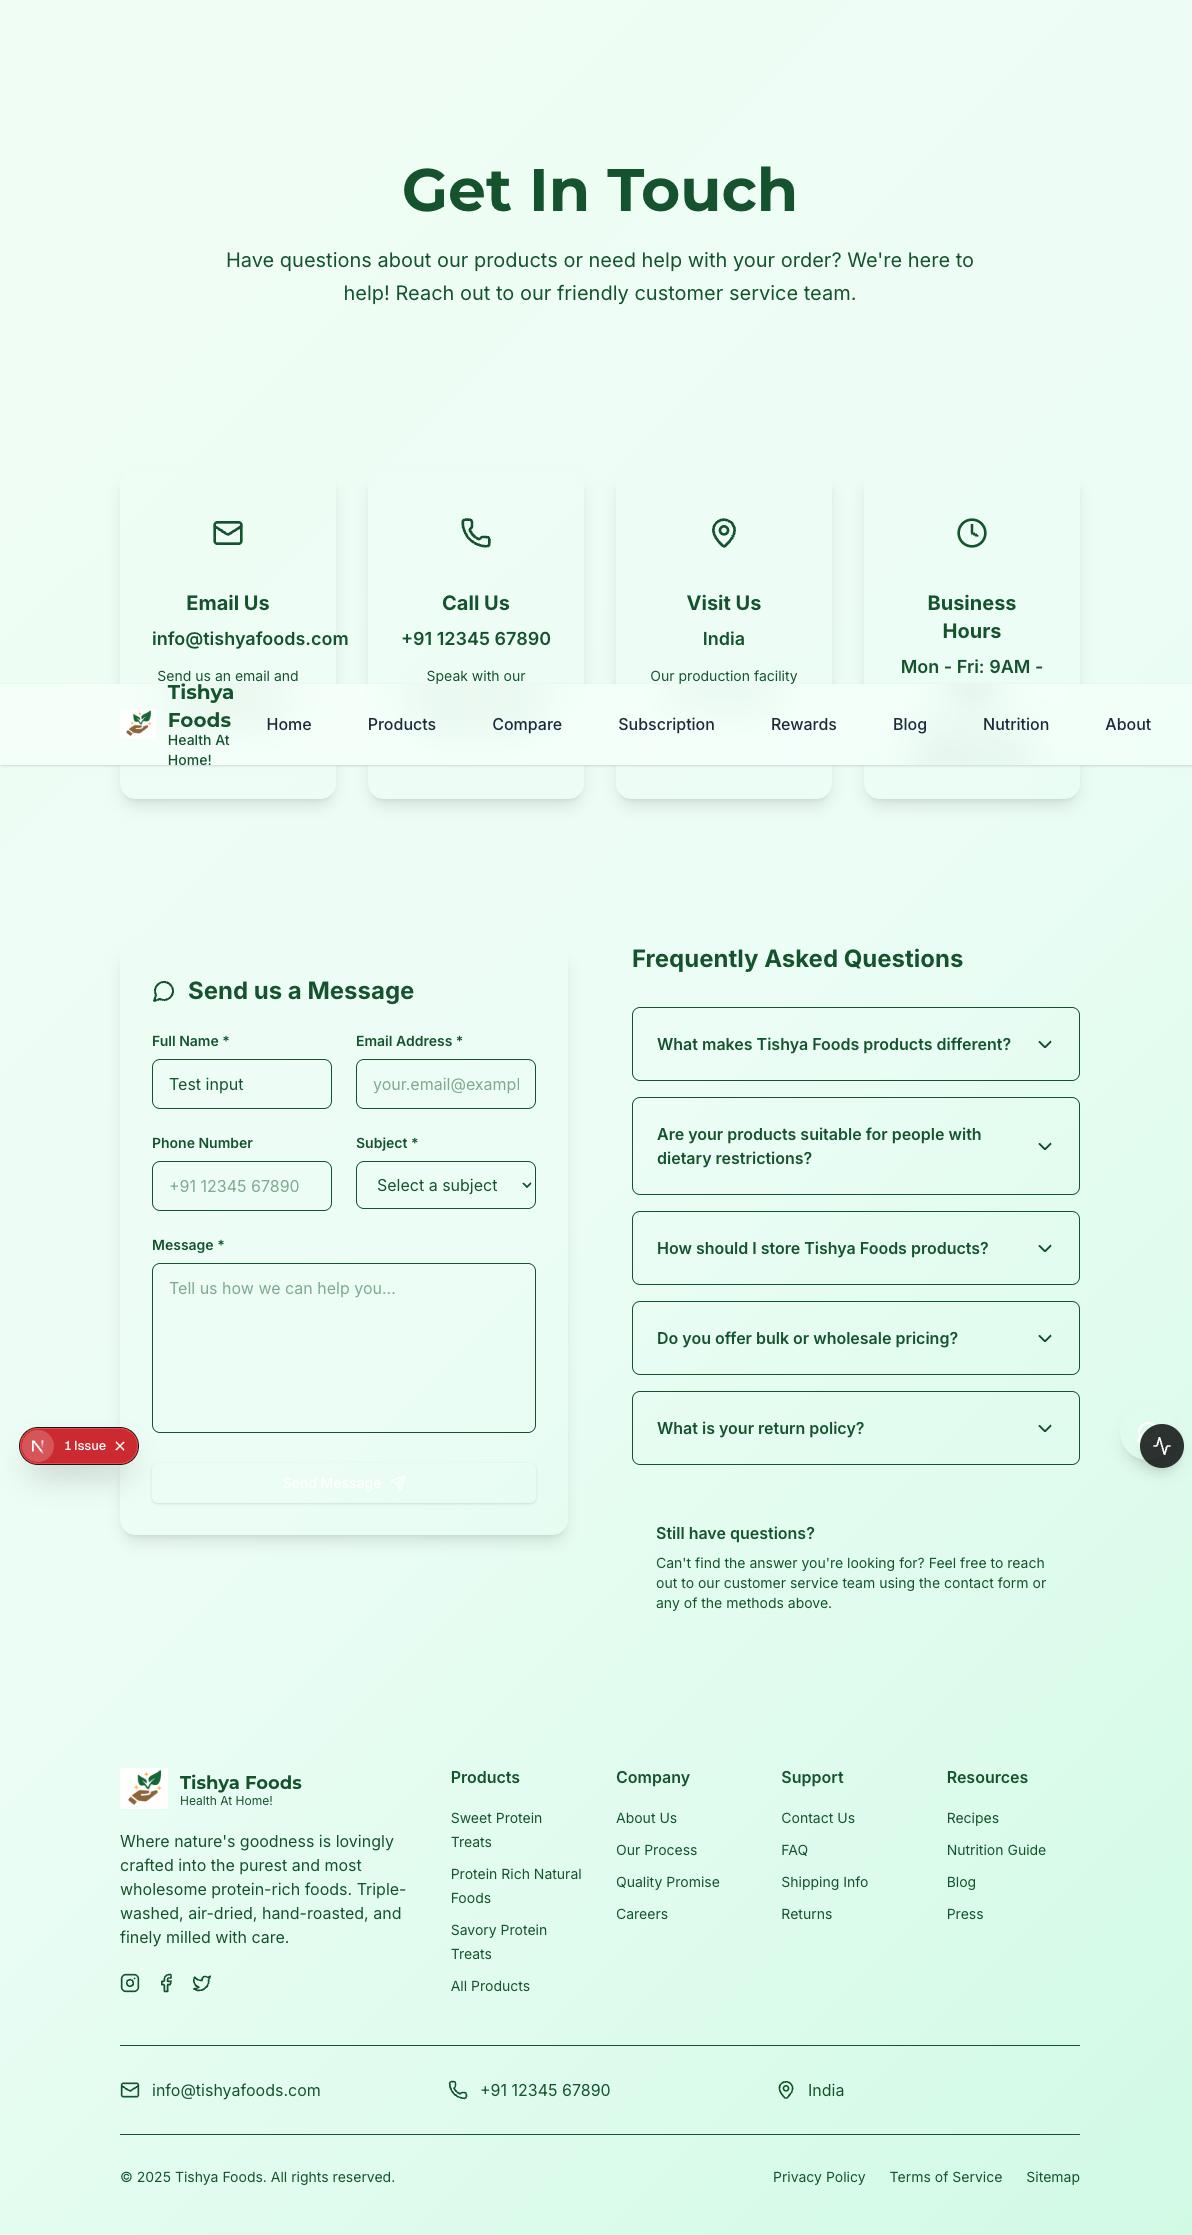 Get In Touch
Have questions about our products or need help with your order? We're here to
help! Reach out to our friendly customer service team.
Email Us
info@tishyafoods.com
Send us an email and
Call Us
+91 12345 67890
Speak with our
Visit Us
India
Our production facility
Business
Hours
Mon - Fri: 9AM -
Tishya
Foods
Health At
Home!
Home
Products
Compare
Subscription
Rewards
Blog
Nutrition
About
Send us a Message
Full Name *
Email Address *
Test input
your.email@exampl
Phone Number
Subject *
+91 12345 67890
Select a subject
Message *
Tell us how we can help you...
Send Message
Frequently Asked Questions
What makes Tishya Foods products different?
Are your products suitable for people with
dietary restrictions?
How should I store Tishya Foods products?
Do you offer bulk or wholesale pricing?
What is your return policy?
Still have questions?
Can't find the answer you're looking for? Feel free to reach
out to our customer service team using the contact form or
any of the methods above.
N 1 Issue
Tishya Foods
Health At Home!
Where nature's goodness is lovingly
crafted into the purest and most
wholesome protein-rich foods. Triple-
washed, air-dried, hand-roasted, and
finely milled with care.
Products
Sweet Protein
Treats
Protein Rich Natural
Foods
Savory Protein
Treats
All Products
Company
About Us
Our Process
Quality Promise
Careers
Support
Contact Us
FAQ
Shipping Info
Returns
Resources
Recipes
Nutrition Guide
Blog
Press
info@tishyafoods.com
+91 12345 67890
India
© 2025 Tishya Foods. All rights reserved.
Privacy Policy
Terms of Service
Sitemap